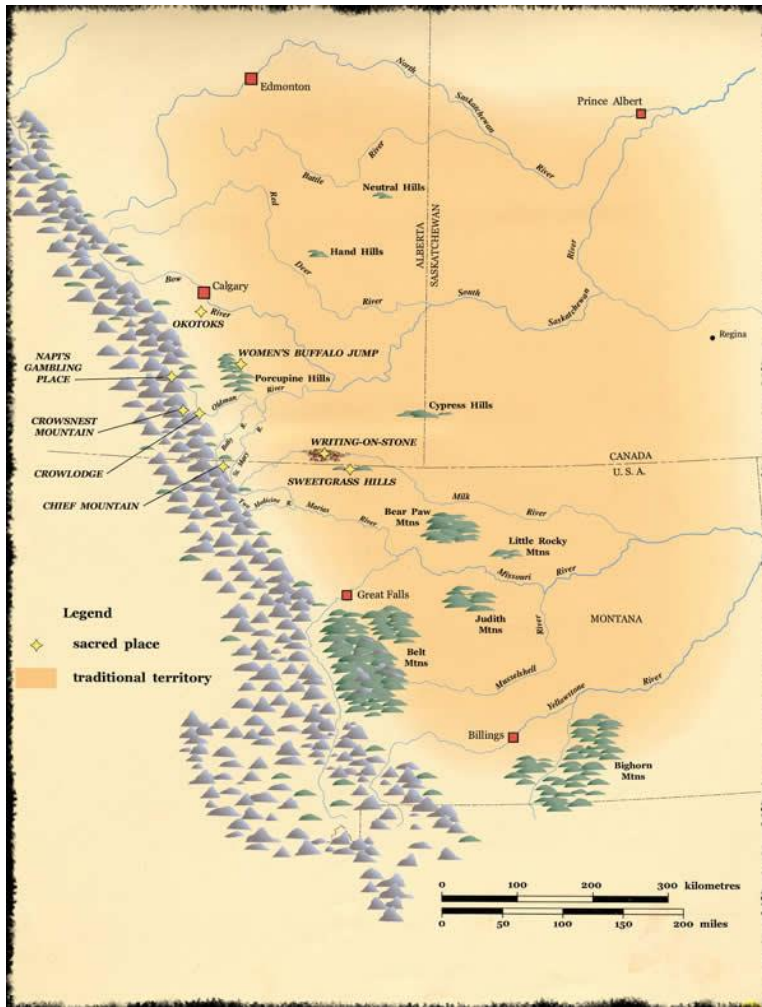 North
Saskatchewan
River
Edmonton
Prince Albert
Battle
River
Neutral Hills
Red
Deer
River
Hand Hills
ALBERTA
SASKATCHEWAN
River
Bow
River
Calgary
South
Saskatchewan
OKOTOKS
Regina
NAPI'S
GAMBLING
PLACE
WOMEN'S BUFFALO JUMP
Porcupine Hills
Oldman
River
CROWSNEST
MOUNTAIN
Cypress Hills
Belly
R.
St. Mary
R.
WRITING-ON-STONE
CROWLODGE
CANADA
U. S. A.
SWEETGRASS HILLS
CHIEF MOUNTAIN
Two Medicine R.
Marias
River
Milk
River
Bear Paw
Mtns
Little Rocky
Mtns
Missouri
River
Great Falls
Legend
sacred place
traditional territory
Judith
Mtns
River
Musselshell
MONTANA
Belt
Mtns
Yellowstone
River
Billings
Bighorn
Mtns
0 100 200 300 kilometres
0 50 100 150 200 miles